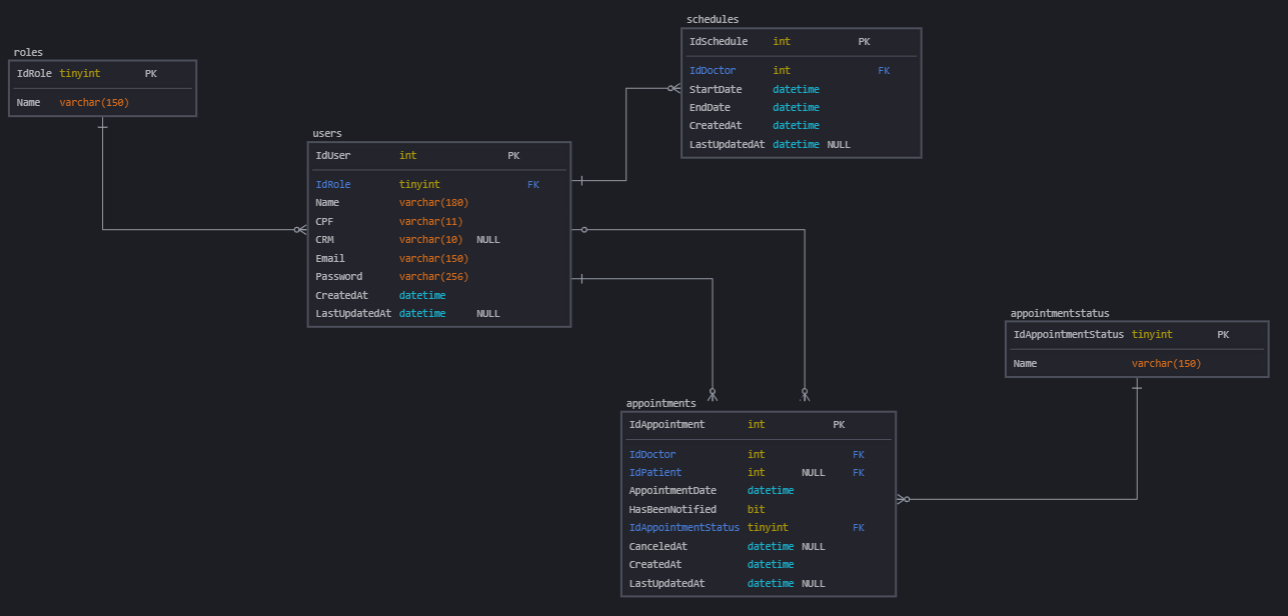 roles
IdRole tinyint PK
Name varchar(150)
users
IdUser int PK
IdRole tinyint FK
Name varchar(180)
CPF varchar(11)
CRM varchar(10) NULL
Email varchar(150)
Password varchar(256)
CreatedAt datetime
LastUpdatedAt datetime NULL
schedules
IdSchedule int PK
IdDoctor int FK
StartDate datetime
EndDate datetime
CreatedAt datetime
LastUpdatedAt datetime NULL
appointments
IdAppointment int PK
IdDoctor int FK
IdPatient int NULL FK
AppointmentDate datetime
HasBeenNotified bit
IdAppointmentStatus tinyint FK
CanceledAt datetime NULL
CreatedAt datetime
LastUpdatedAt datetime NULL
appointmentstatus
IdAppointmentStatus tinyint PK
Name varchar(150)